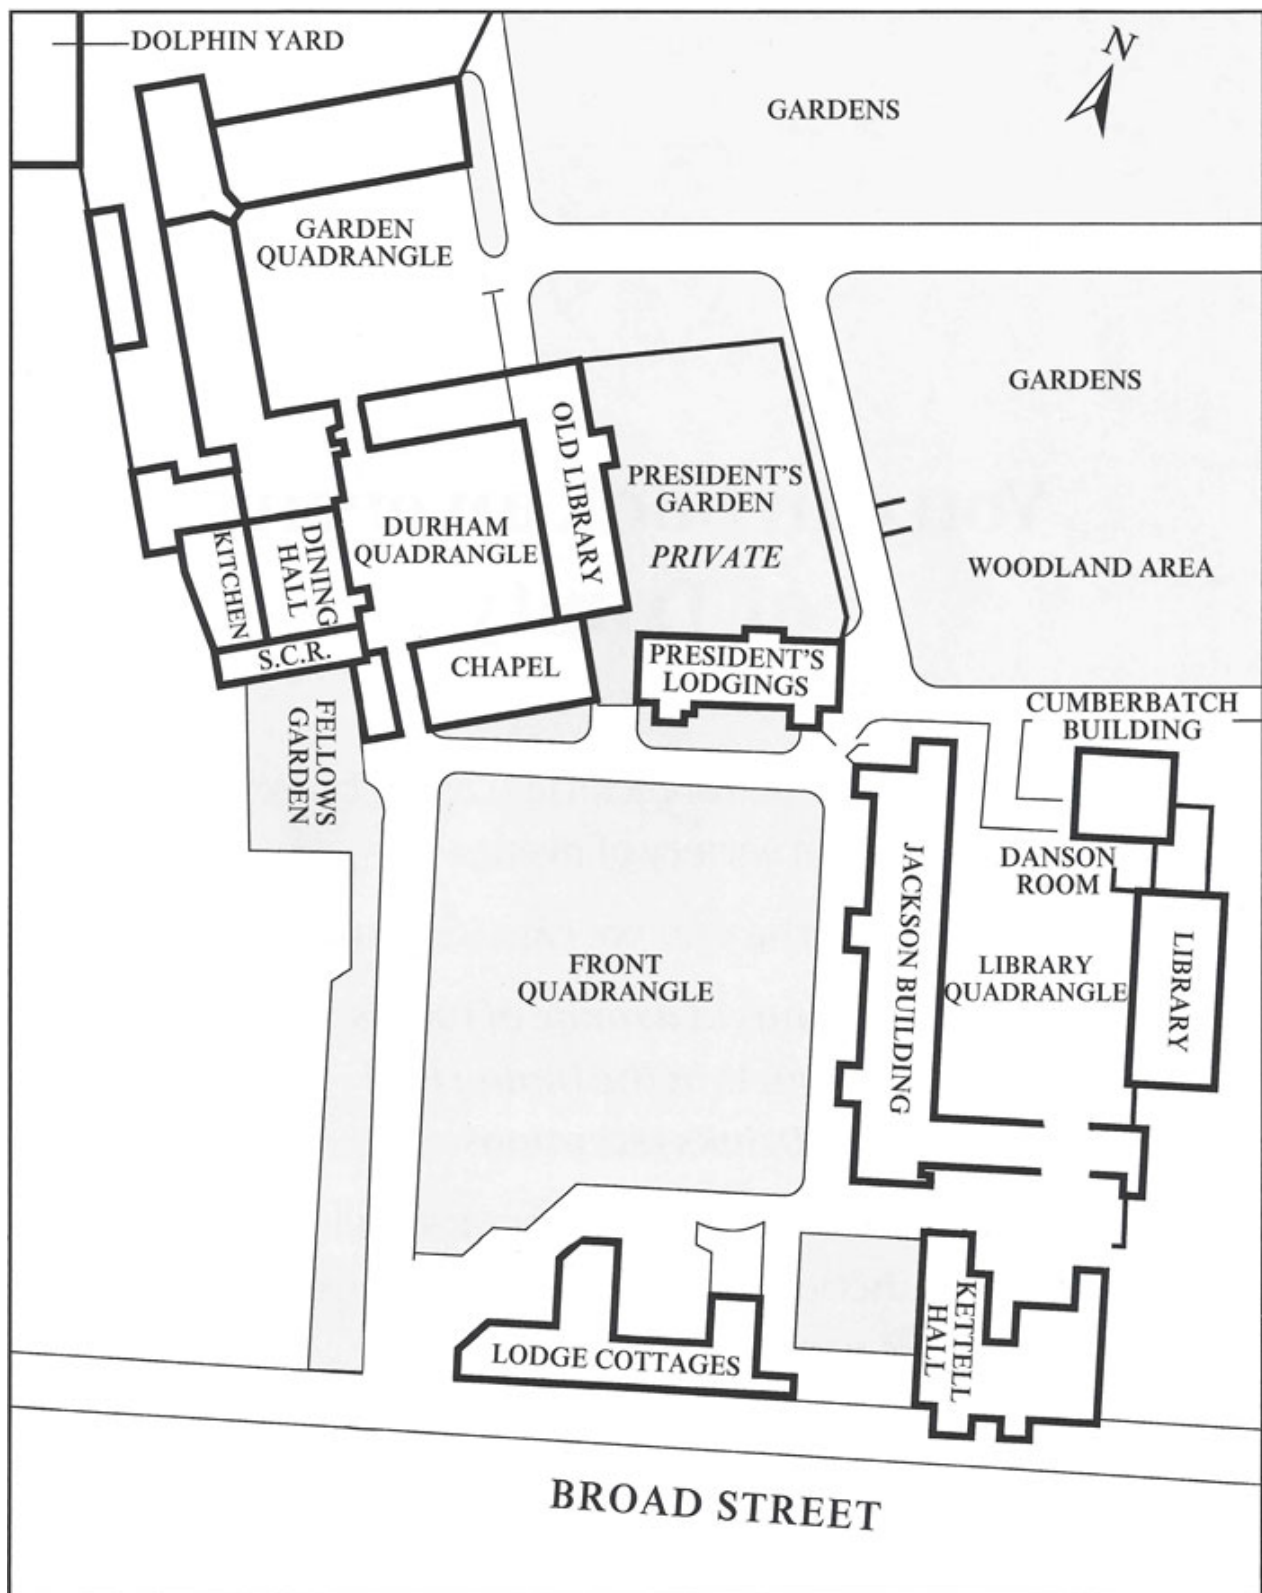 DOLPHIN YARD
N
GARDENS
GARDEN
QUADRANGLE
GARDENS
OLD LIBRARY
PRESIDENT'S
GARDEN
PRIVATE
DURHAM
QUADRANGLE
KITCHEN
DINING
HALL
WOODLAND AREA
S.C.R.
CHAPEL
PRESIDENT'S
LODGINGS
FELLOWS
GARDEN
CUMBERBATCH
BUILDING
DANSON
ROOM
JACKSON BUILDING
FRONT
QUADRANGLE
LIBRARY
QUADRANGLE
LIBRARY
LODGE COTTAGES
KETTELL
HALL
BROAD STREET